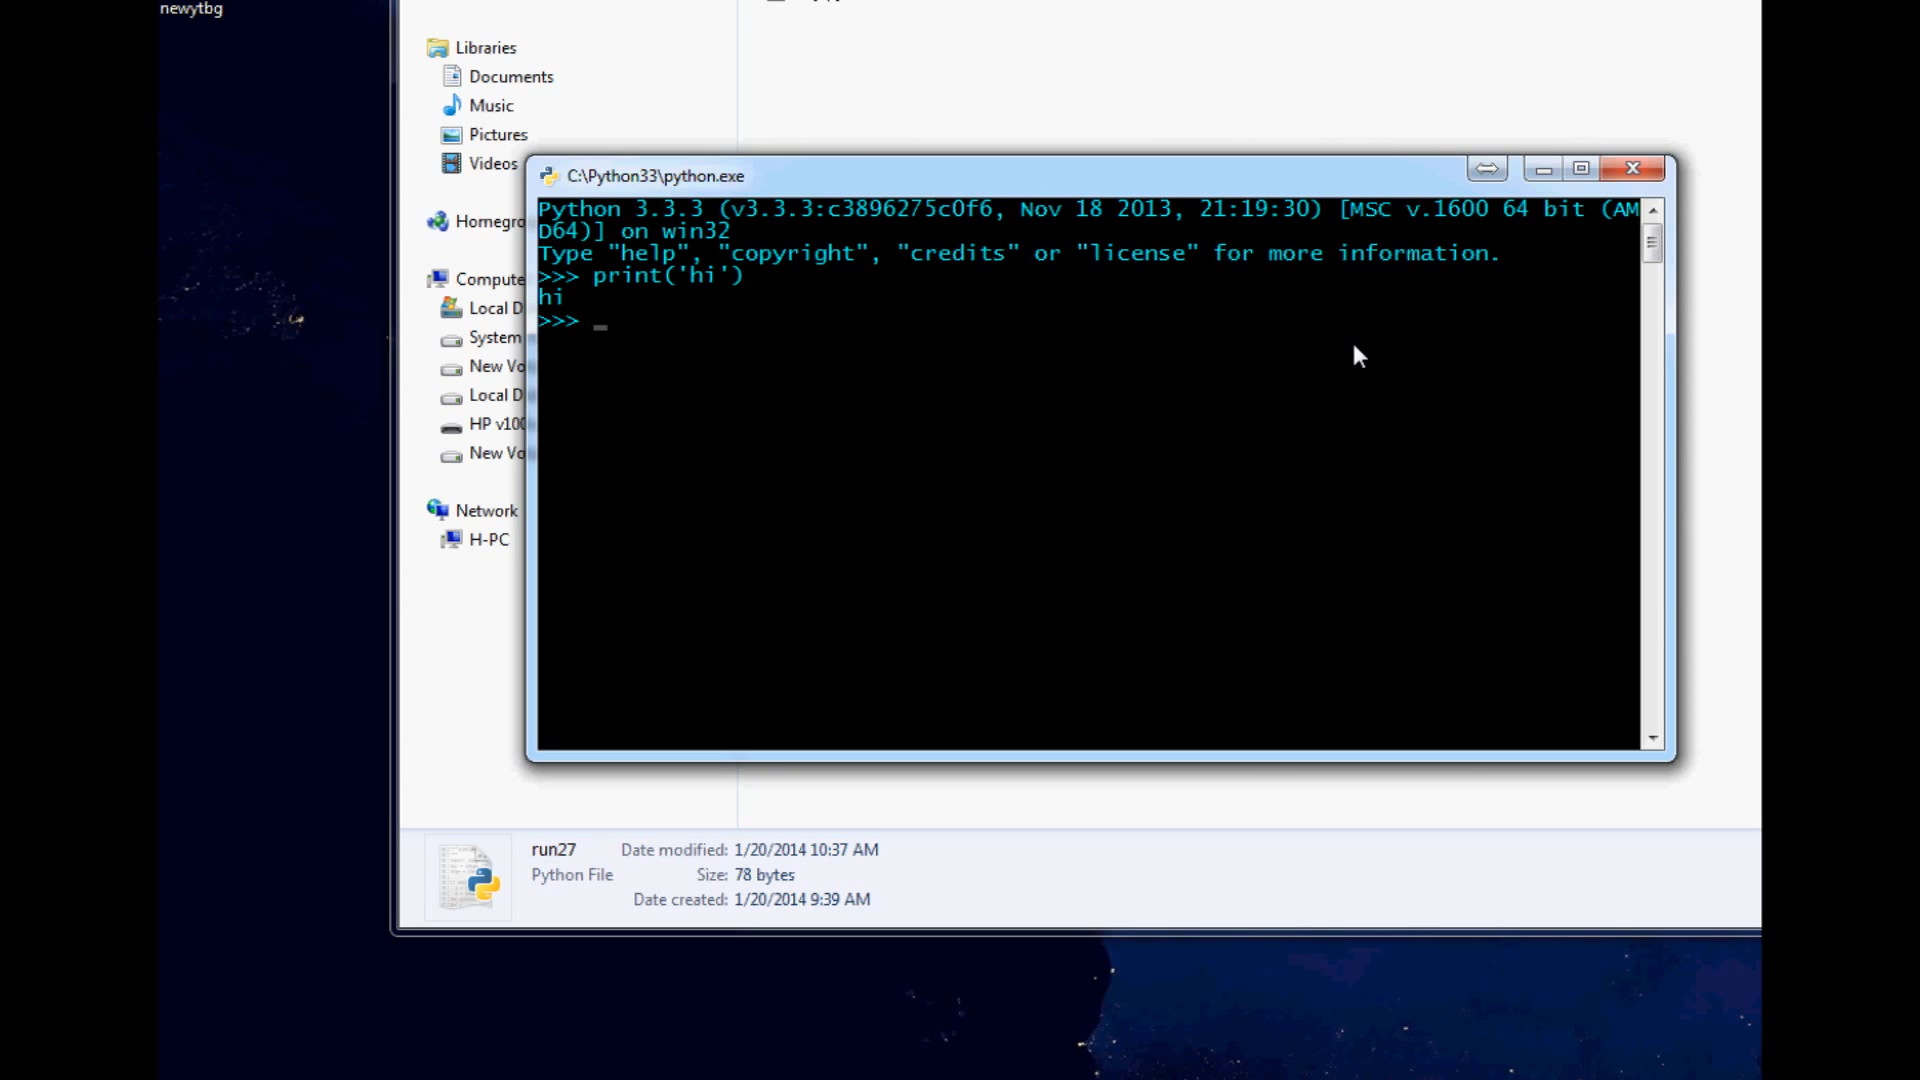 newytbg
Libraries
Documents
Music
Pictures
Videos
Homegro
Compute
Local D
System
New Vo
Local D
HP v100
New Vo
Network
H-PC
C:\Python33\python.exe
Python 3.3.3 (v3.3.3:c3896275c0f6, Nov 18 2013, 21:19:30) [MSC v.1600 64 bit (AM
D64)] on win32
Type "help", "copyright", "credits" or "license" for more information.
>>> print('hi')
hi
>>> _
run27 Date modified: 1/20/2014 10:37 AM
Python File Size: 78 bytes
Date created: 1/20/2014 9:39 AM